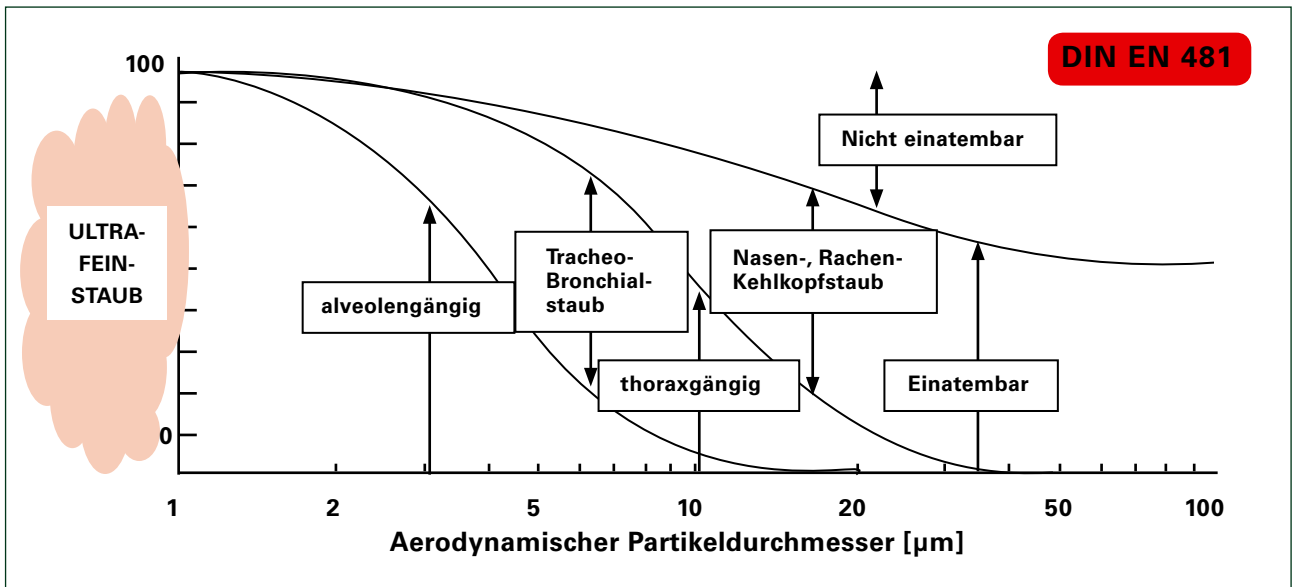 100
DIN EN 481
Nicht einatembar
ULTRA-
FEIN-
STAUB
Tracheo-
Bronchial-
staub
Nasen-, Rachen-
Kehlkopfstaub
alveolengängig
thoraxgängig
Einatembar
0
1 2 5 10 20 50 100
Aerodynamischer Partikeldurchmesser [µm]